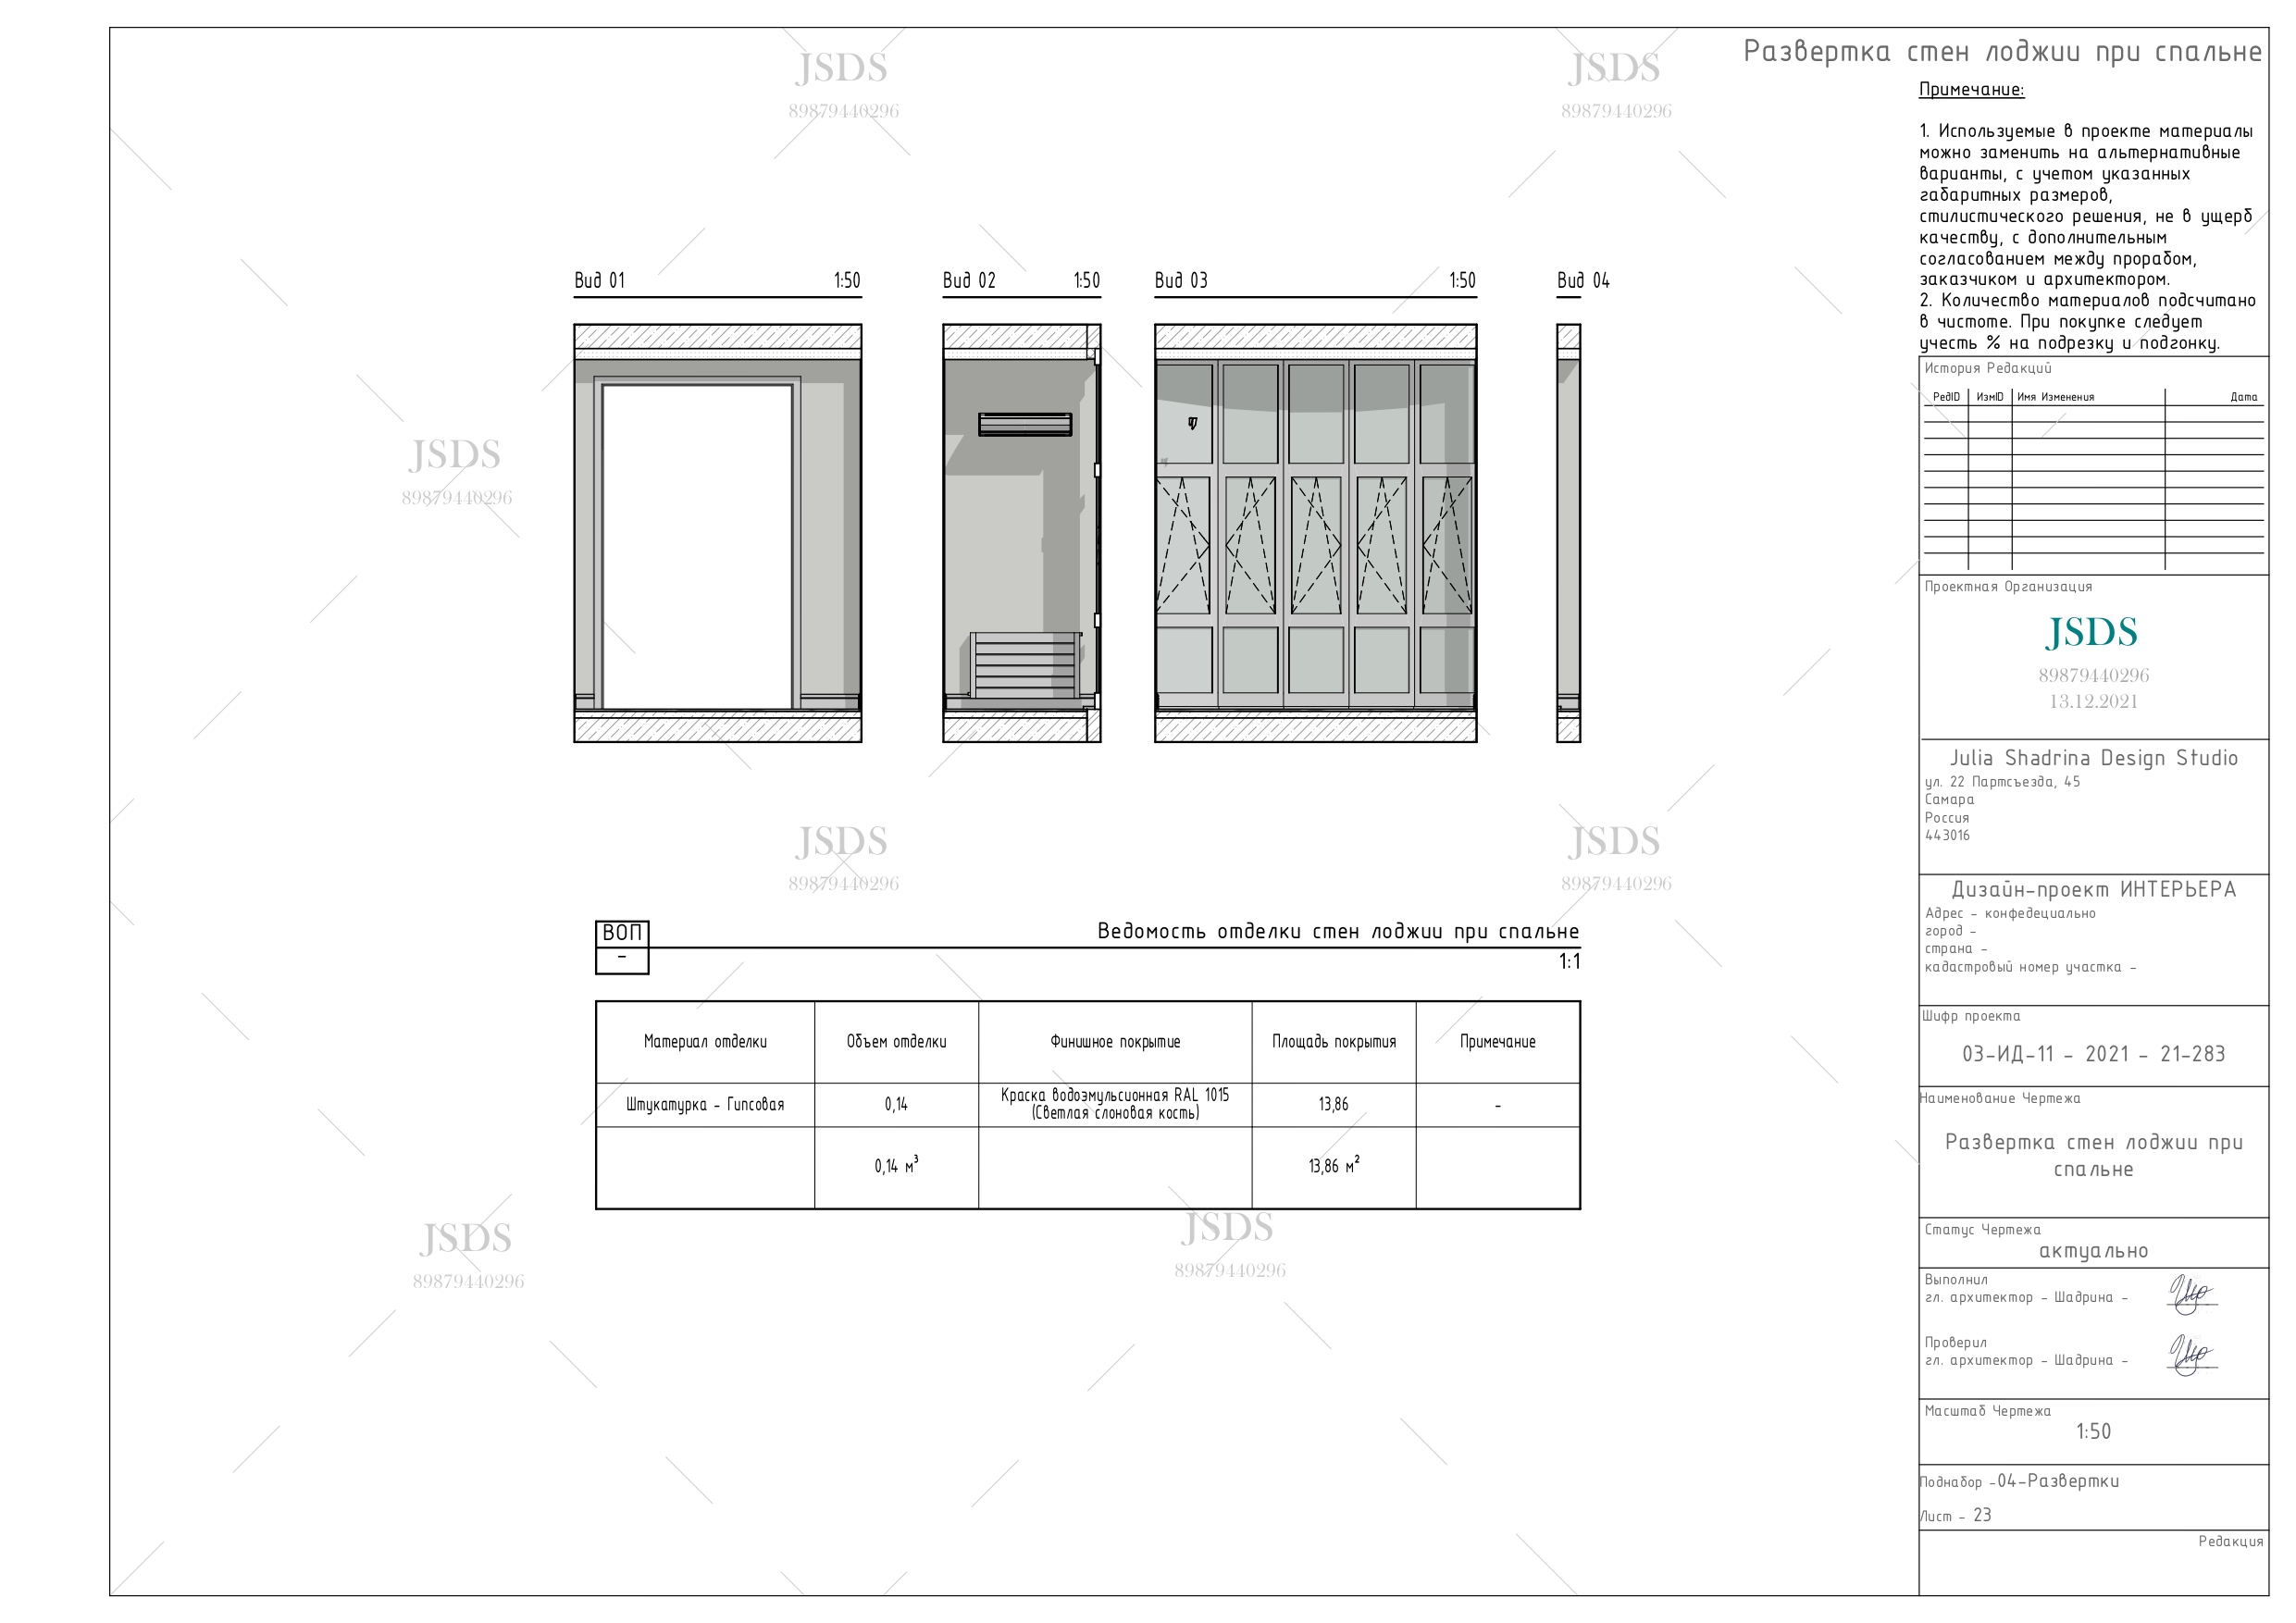 Развертка стен лоджии при спальне
JSDS
89879440296
JSDS
89879440296
Примечание:
1. Используемые в проекте материалы
можно заменить на альтернативные
варианты, с учетом указанных
габаритных размеров,
стилистического решения, не в ущерб
качеству, с дополнительным
согласованием между прорабом,
заказчиком и архитектором.
2. Количество материалов подсчитано
в чистоте. При покупке следует
учесть % на подрезку и подгонку.
Вид 01 1:50
Вид 02 1:50
Вид 03 1:50
Вид 04
JSDS
89879440296
История Редакций
РедID ИзмID Имя Изменения Дата
Проектная Организация
JSDS
89879440296
13.12.2021
Julia Shadrina Design Studio
ул. 22 Партсъезда, 45
Самара
Россия
443016
JSDS
89879440296
JSDS
89879440296
Дизайн-проект ИНТЕРЬЕРА
Адрес - конфедециально
город -
страна -
кадастровый номер участка -
ВОП
-
Ведомость отделки стен лоджии при спальне
1:1
Материал отделки Объем отделки Финишное покрытие Площадь покрытия Примечание
Штукатурка - Гипсовая 0,14 Краска водоэмульсионная RAL 1015 13,86 -
(Светлая слоновая кость)
0,14 м³ 13,86 м²
Шифр проекта
03-ИД-11 - 2021 - 21-283
Наименование Чертежа
Развертка стен лоджии при
спальне
JSDS
89879440296
JSDS
89879440296
Статус Чертежа
актуально
Выполнил
гл. архитектор - Шадрина -
Проверил
гл. архитектор - Шадрина -
Масштаб Чертежа
1:50
Поднабор -04-Развертки
Лист - 23
Редакция